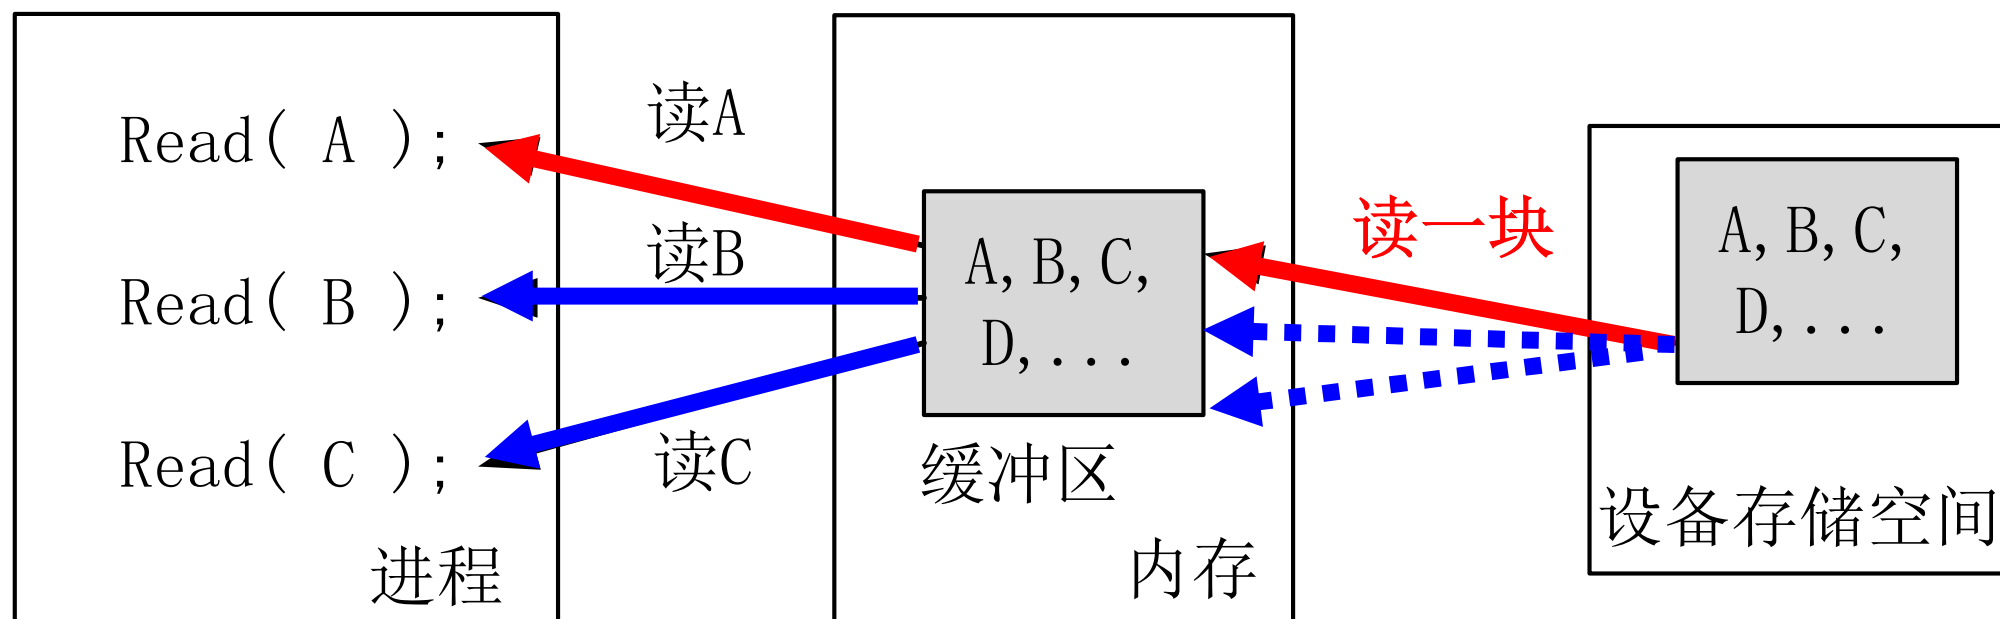 Read( A );
Read( B );
Read( C );
进程
读A
读B
读C
A,B,C,
D,...
缓冲区
内存
读一块
A,B,C,
D,...
设备存储空间